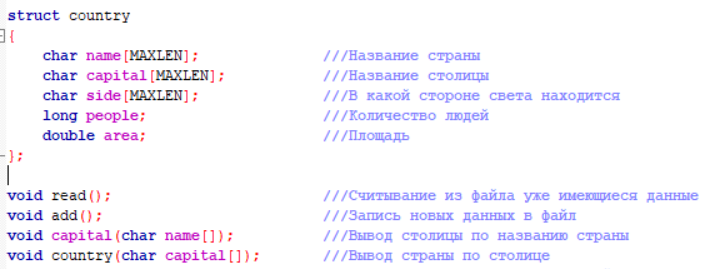 struct country
{
char name[MAXLEN]; ///Название страны
char capital[MAXLEN]; ///Название столицы
char side[MAXLEN]; ///В какой стороне света находится
long people; ///Количество людей
double area; ///Площадь
};
void read(); ///Считывание из файла уже имеющиеся данные
void add(); ///Запись новых данных в файл
void capital(char name[]); ///Вывод столицы по названию страны
void country(char capital[]); ///Вывод страны по столице